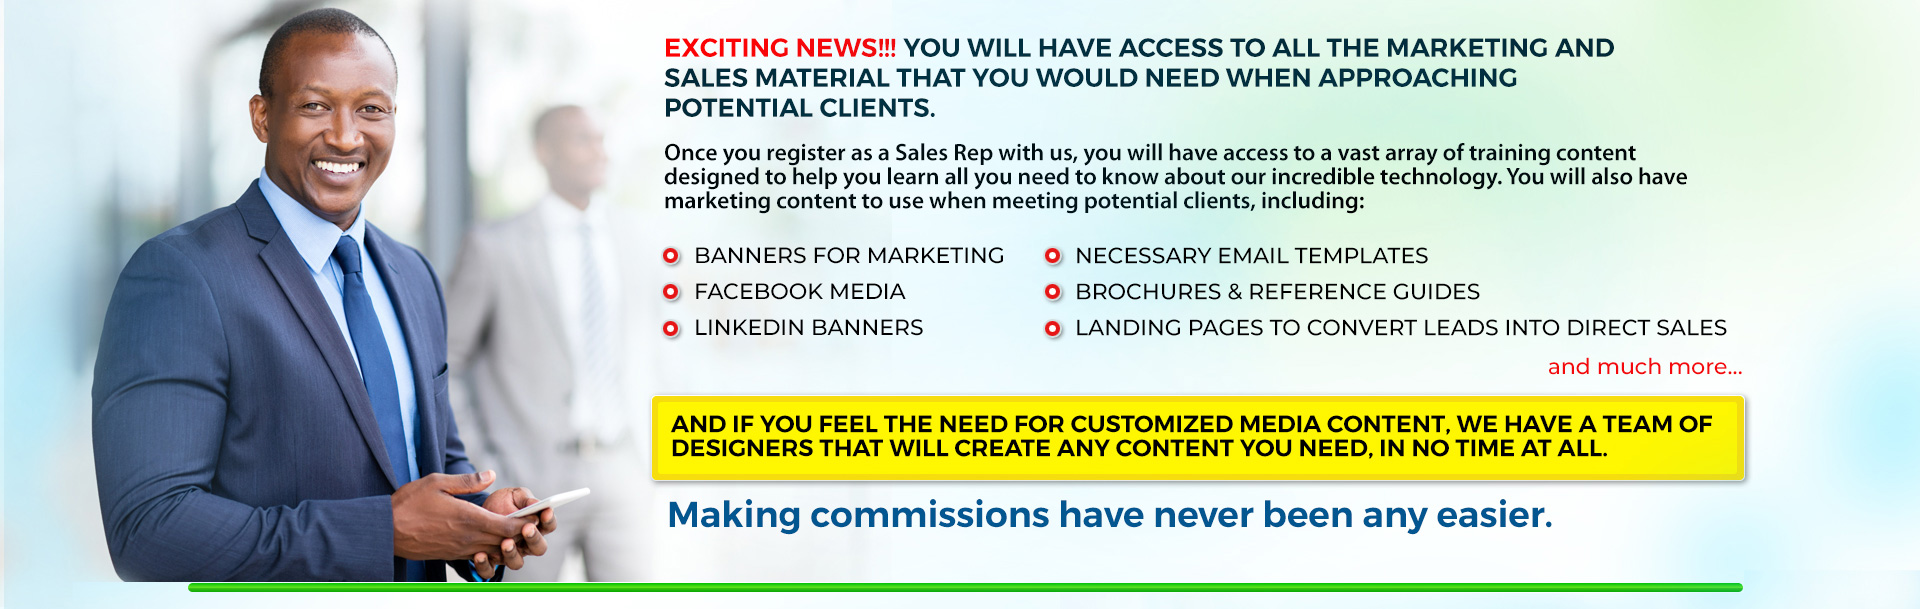 EXCITING NEWS!!! YOU WILL HAVE ACCESS TO ALL THE MARKETING AND
SALES MATERIAL THAT YOU WOULD NEED WHEN APPROACHING
POTENTIAL CLIENTS.
Once you register as a Sales Rep with us, you will have access to a vast array of training content
designed to help you learn all you need to know about our incredible technology. You will also have
marketing content to use when meeting potential clients, including:
BANNERS FOR MARKETING
FACEBOOK MEDIA
LINKEDIN BANNERS
NECESSARY EMAIL TEMPLATES
BROCHURES & REFERENCE GUIDES
LANDING PAGES TO CONVERT LEADS INTO DIRECT SALES
and much more...
AND IF YOU FEEL THE NEED FOR CUSTOMIZED MEDIA CONTENT, WE HAVE A TEAM OF
DESIGNERS THAT WILL CREATE ANY CONTENT YOU NEED, IN NO TIME AT ALL.
Making commissions have never been any easier.